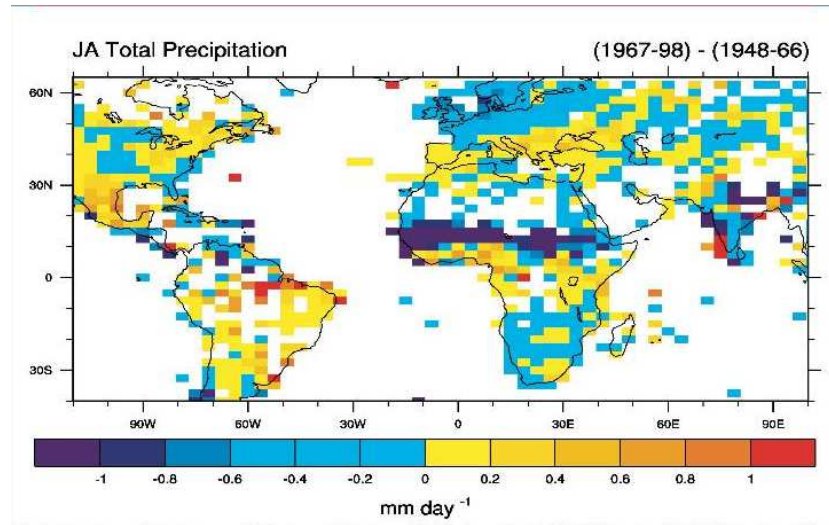 JA Total Precipitation (1967-98) - (1948-66)
60N
30N
0
30S
90W 60W 30W 0 30E 60E 90E
-1 -0.8 -0.6 -0.4 -0.2 0 0.2 0.4 0.6 0.8 1
mm day -1